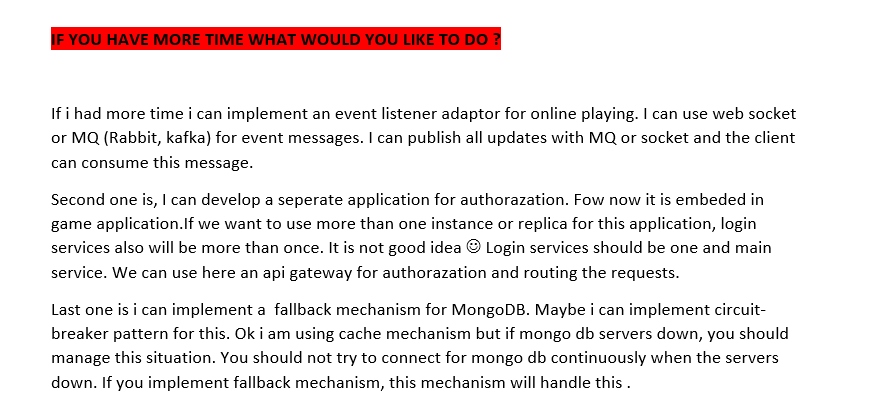 IF YOU HAVE MORE TIME WHAT WOULD YOU LIKE TO DO ?
If i had more time i can implement an event listener adaptor for online playing. I can use web socket
or MQ (Rabbit, kafka) for event messages. I can publish all updates with MQ or socket and the client
can consume this message.
Second one is, I can develop a seperate application for authorazation. Fow now it is embeded in
game application.If we want to use more than one instance or replica for this application, login
services also will be more than once. It is not good idea ☺ Login services should be one and main
service. We can use here an api gateway for authorazation and routing the requests.
Last one is i can implement a  fallback mechanism for MongoDB. Maybe i can implement circuit-
breaker pattern for this. Ok i am using cache mechanism but if mongo db servers down, you should
manage this situation. You should not try to connect for mongo db continuously when the servers
down. If you implement fallback mechanism, this mechanism will handle this .